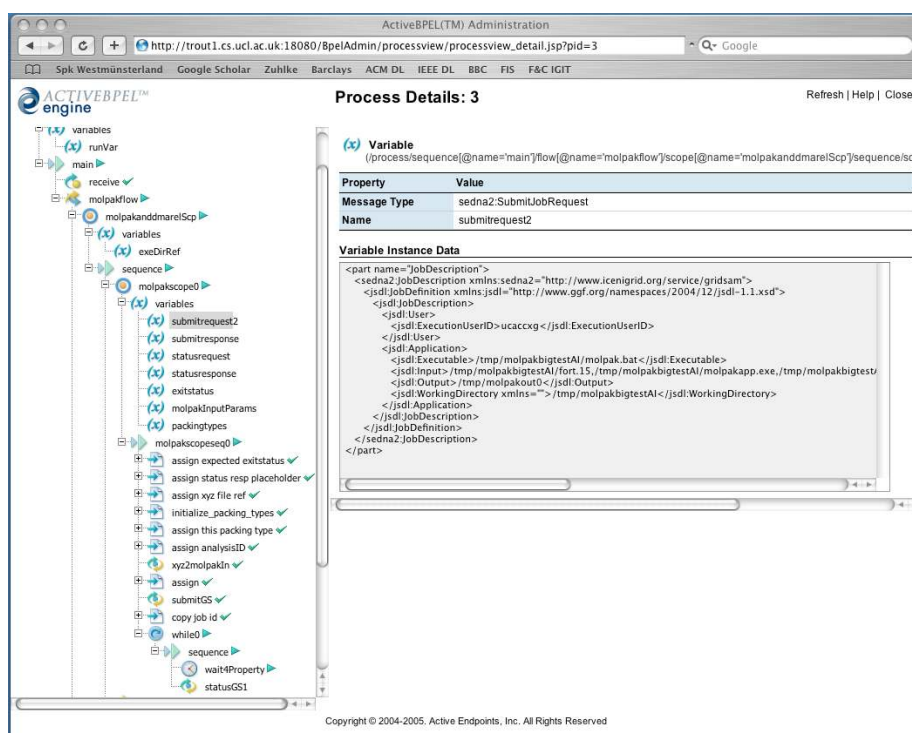 ActiveBPEL(TM) Administration
http://trout1.cs.ucl.ac.uk:18080/BpelAdmin/processview/processview_detail.jsp?pid=3
Google
Spk Westmünsterland Google Scholar Zuhlke Barclays ACM DL IEEE DL BBC FIS F&C IGIT
ACTIVEBPEL™
engine
Process Details: 3
Refresh | Help | Close
(x) variables
(x) runVar
main
receive
molpakflow
molpakanddmarelScp
(x) variables
(x) exeDirRef
sequence
molpakscope0
(x) variables
(x) submitrequest2
(x) submitresponse
(x) statusrequest
(x) statusresponse
(x) exitstatus
(x) molpakInputParams
(x) packingtypes
molpakscopeseq0
assign expected exitstatus
assign status resp placeholder
assign xyz file ref
initialize_packing_types
assign this packing type
assign analysisID
xyz2molpakIn
assign
submitGS
copy job id
while0
sequence
wait4Property
statusGS1
(x) Variable
(/process/sequence[@name='main']/flow[@name='molpakflow']/scope[@name='molpakanddmarelScp']/sequence/sc
Property Value
Message Type sedna2:SubmitJobRequest
Name submitrequest2
Variable Instance Data
<part name="JobDescription">
<sedna2:JobDescription xmlns:sedna2="http://www.icenigrid.org/service/gridsam">
<jsdl:JobDefinition xmlns:jsdl="http://www.ggf.org/namespaces/2004/12/jsdl-1.1.xsd">
<jsdl:JobDescription>
<jsdl:User>
<jsdl:ExecutionUserID>ucaccxg</jsdl:ExecutionUserID>
</jsdl:User>
<jsdl:Application>
<jsdl:Executable>/tmp/molpakbigtestAI/molpak.bat</jsdl:Executable>
<jsdl:Input>/tmp/molpakbigtestAI/fort.15,/tmp/molpakbigtestAI/molpakapp.exe,/tmp/molpakbigtestA
<jsdl:Output>/tmp/molpakout0</jsdl:Output>
<jsdl:WorkingDirectory xmlns="">/tmp/molpakbigtestAI</jsdl:WorkingDirectory>
</jsdl:Application>
</jsdl:JobDescription>
</jsdl:JobDefinition>
</sedna2:JobDescription>
</part>
Copyright © 2004-2005. Active Endpoints, Inc. All Rights Reserved